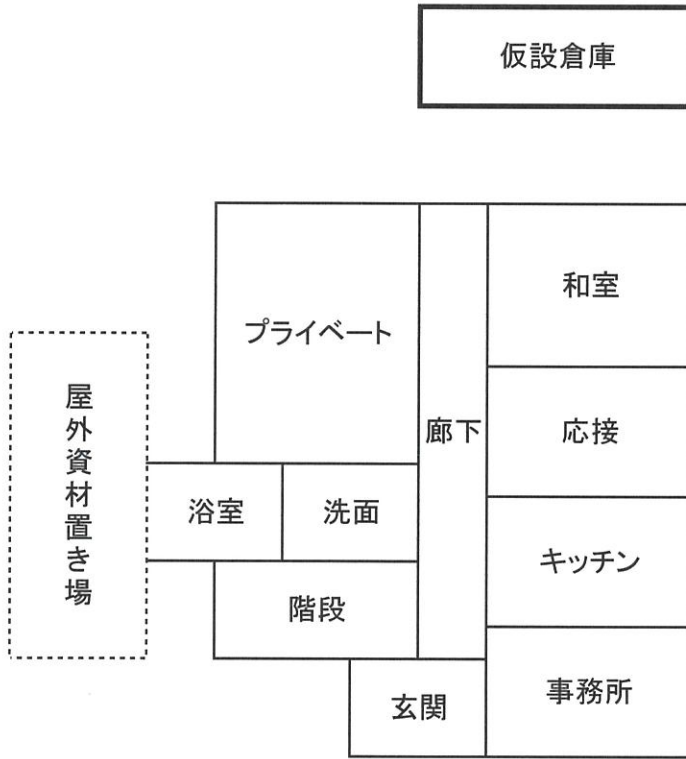 仮設倉庫
和室
プライベート
屋外資材置き場
廊下
応接
浴室
洗面
キッチン
階段
事務所
玄関